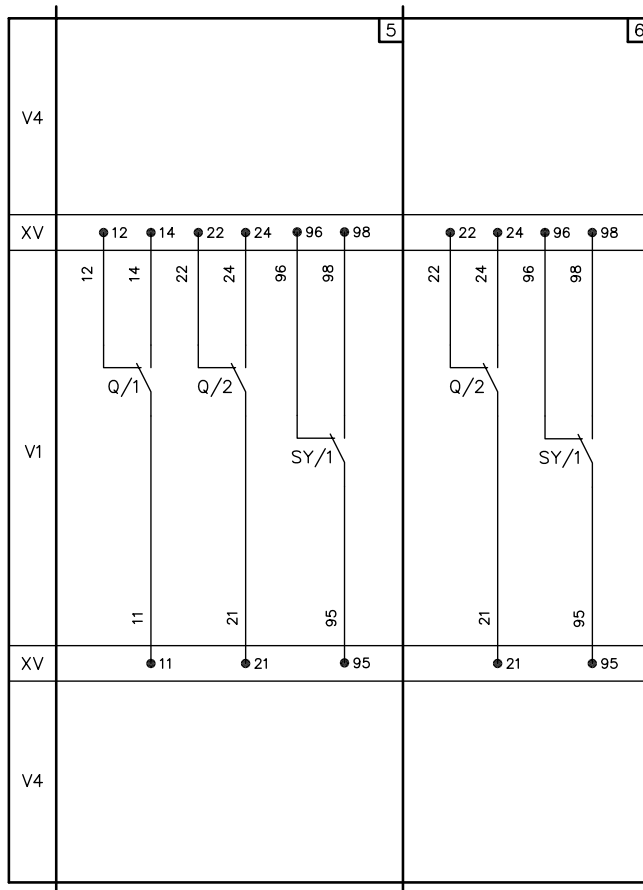 5 6
V4
XV 12 14 22 24 96 98 22 24 96 98
12 14 22 24 96 98 22 24 96 98
Q/1 Q/2 Q/2
V1 SY/1 SY/1
11 21 95 21 95
XV 11 21 95 21 95
V4